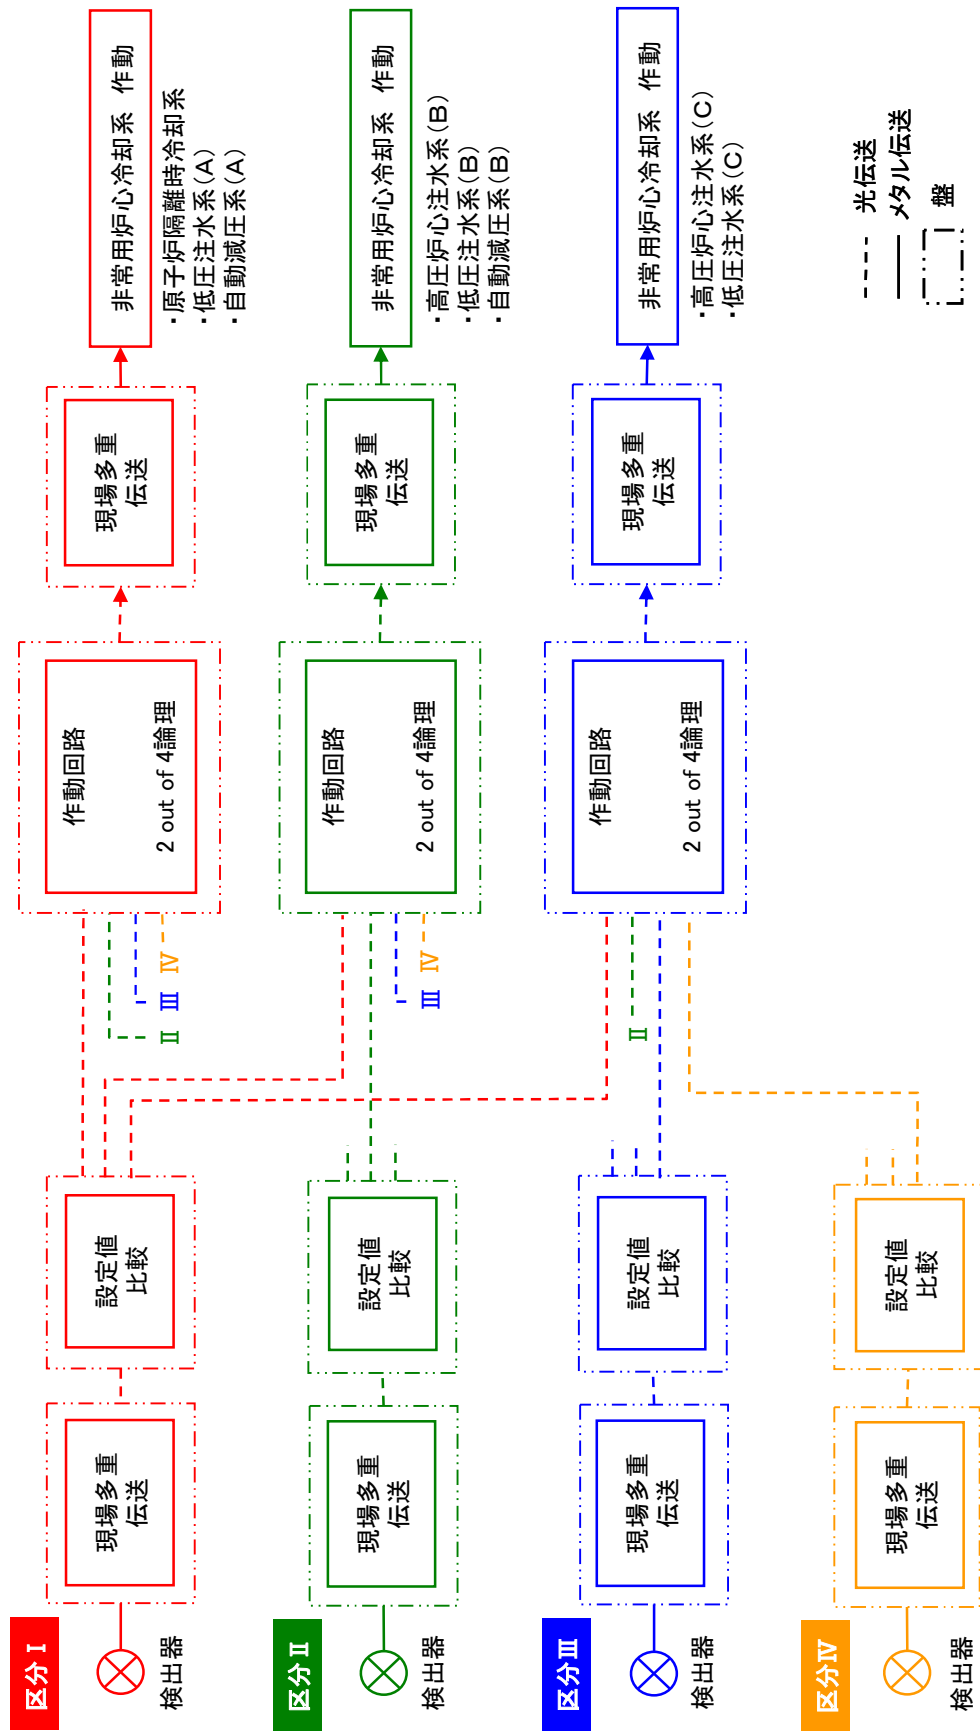 区分Ⅰ
検出器
現場多重
伝送
設定値
比較
Ⅱ
Ⅲ
Ⅳ
作動回路
2 out of 4論理
現場多重
伝送
非常用炉心冷却系 作動
・原子炉隔離時冷却系
・低圧注水系(A)
・自動減圧系(A)
区分Ⅱ
検出器
現場多重
伝送
設定値
比較
Ⅲ
Ⅳ
作動回路
2 out of 4論理
現場多重
伝送
非常用炉心冷却系 作動
・高圧炉心注水系(B)
・低圧注水系(B)
・自動減圧系(B)
区分Ⅲ
検出器
現場多重
伝送
設定値
比較
Ⅱ
作動回路
2 out of 4論理
現場多重
伝送
非常用炉心冷却系 作動
・高圧炉心注水系(C)
・低圧注水系(C)
区分Ⅳ
検出器
現場多重
伝送
設定値
比較
光伝送
メタル伝送
盤